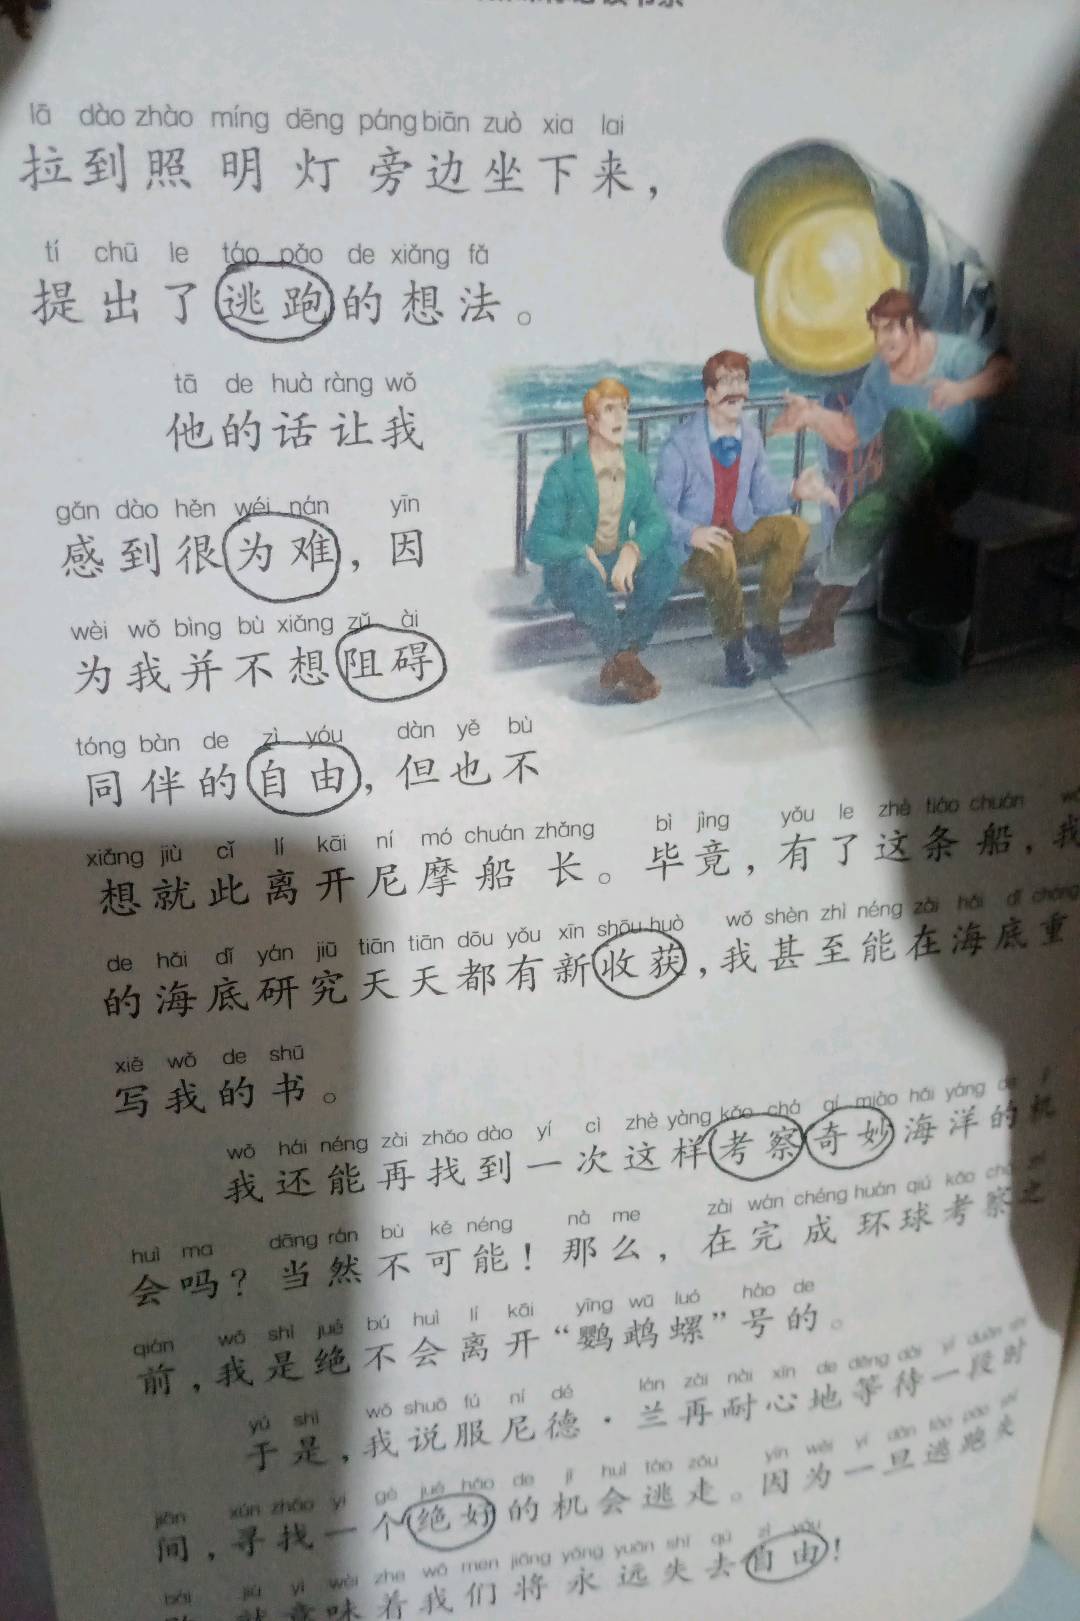 lā dào zhào míng dēng páng biān zuò xia lai
拉到照明灯旁边坐下来，
tí chū le táo pǎo de xiǎng fǎ
提出了逃跑的想法。
tā de huà ràng wǒ
他的话让我
gǎn dào hěn wéi nán yīn
感到很为难，因
wèi wǒ bìng bù xiǎng zǔ ài
为我并不想阻碍
tóng bàn de zì yóu dàn yě bù
同伴的自由，但也不
xiǎng jiù cǐ lí kāi ní mó chuán zhǎng bì jìng yǒu le zhè tiáo chuán wǒ
想就此离开尼摩船长。毕竟，有了这条船，我
de hǎi dǐ yán jiū tiān tiān dōu yǒu xīn shōu huò wǒ shèn zhì néng zài hǎi dǐ chóng
的海底研究天天都有新收获，我甚至能在海底重
xiě wǒ de shū
写我的书。
wǒ hái néng zài zhǎo dào yí cì zhè yàng kǎo chá qí miào hǎi yáng de jī
我还能再找到一次这样考察奇妙海洋的机
huì ma dāng rán bù kě néng nà me zài wán chéng huán qiú kǎo chá zhī
会吗？当然不可能！那么，在完成环球考察之
qián wǒ shì jué bú huì lí kāi yīng wǔ luó hào de
前，我是绝不会离开“鹦鹉螺”号的。
yú shì wǒ shuō fú ní dé lán zài nài xīn de děng dài yí duàn shí
于是，我说服尼德·兰再耐心地等待一段时
jiān xún zhǎo yí gè jué hǎo de jī huì táo zǒu yīn wèi yí dàn táo pǎo shī
间，寻找一个绝好的机会逃走。因为一旦逃跑失
bài jiù yì wèi zhe wǒ men jiāng yǒng yuǎn shī qù zì yóu
就意味着我们将永远失去自由！